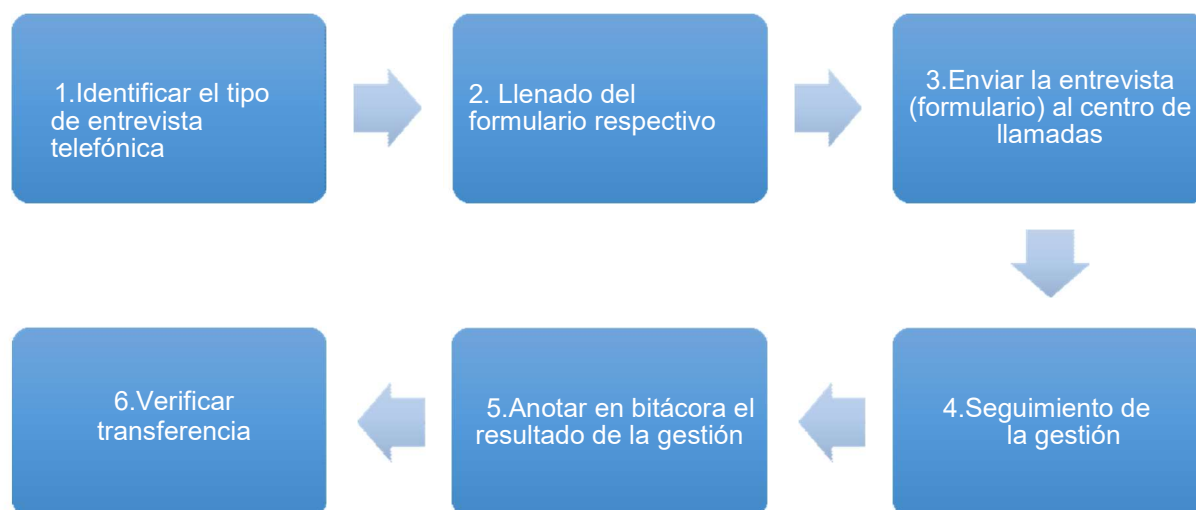 1.Identificar el tipo
de entrevista
telefónica
2. Llenado del
formulario respectivo
3.Enviar la entrevista
(formulario) al centro de
llamadas
4.Seguimiento de
la gestión
5.Anotar en bitácora el
resultado de la gestión
6.Verificar
transferencia